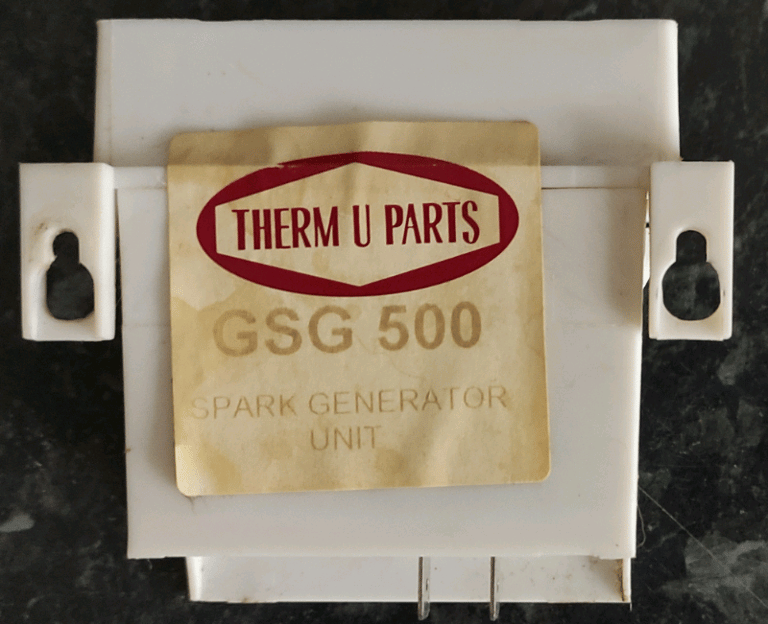 THERM U PARTS
GSG 500
SPARK GENERATOR
UNIT